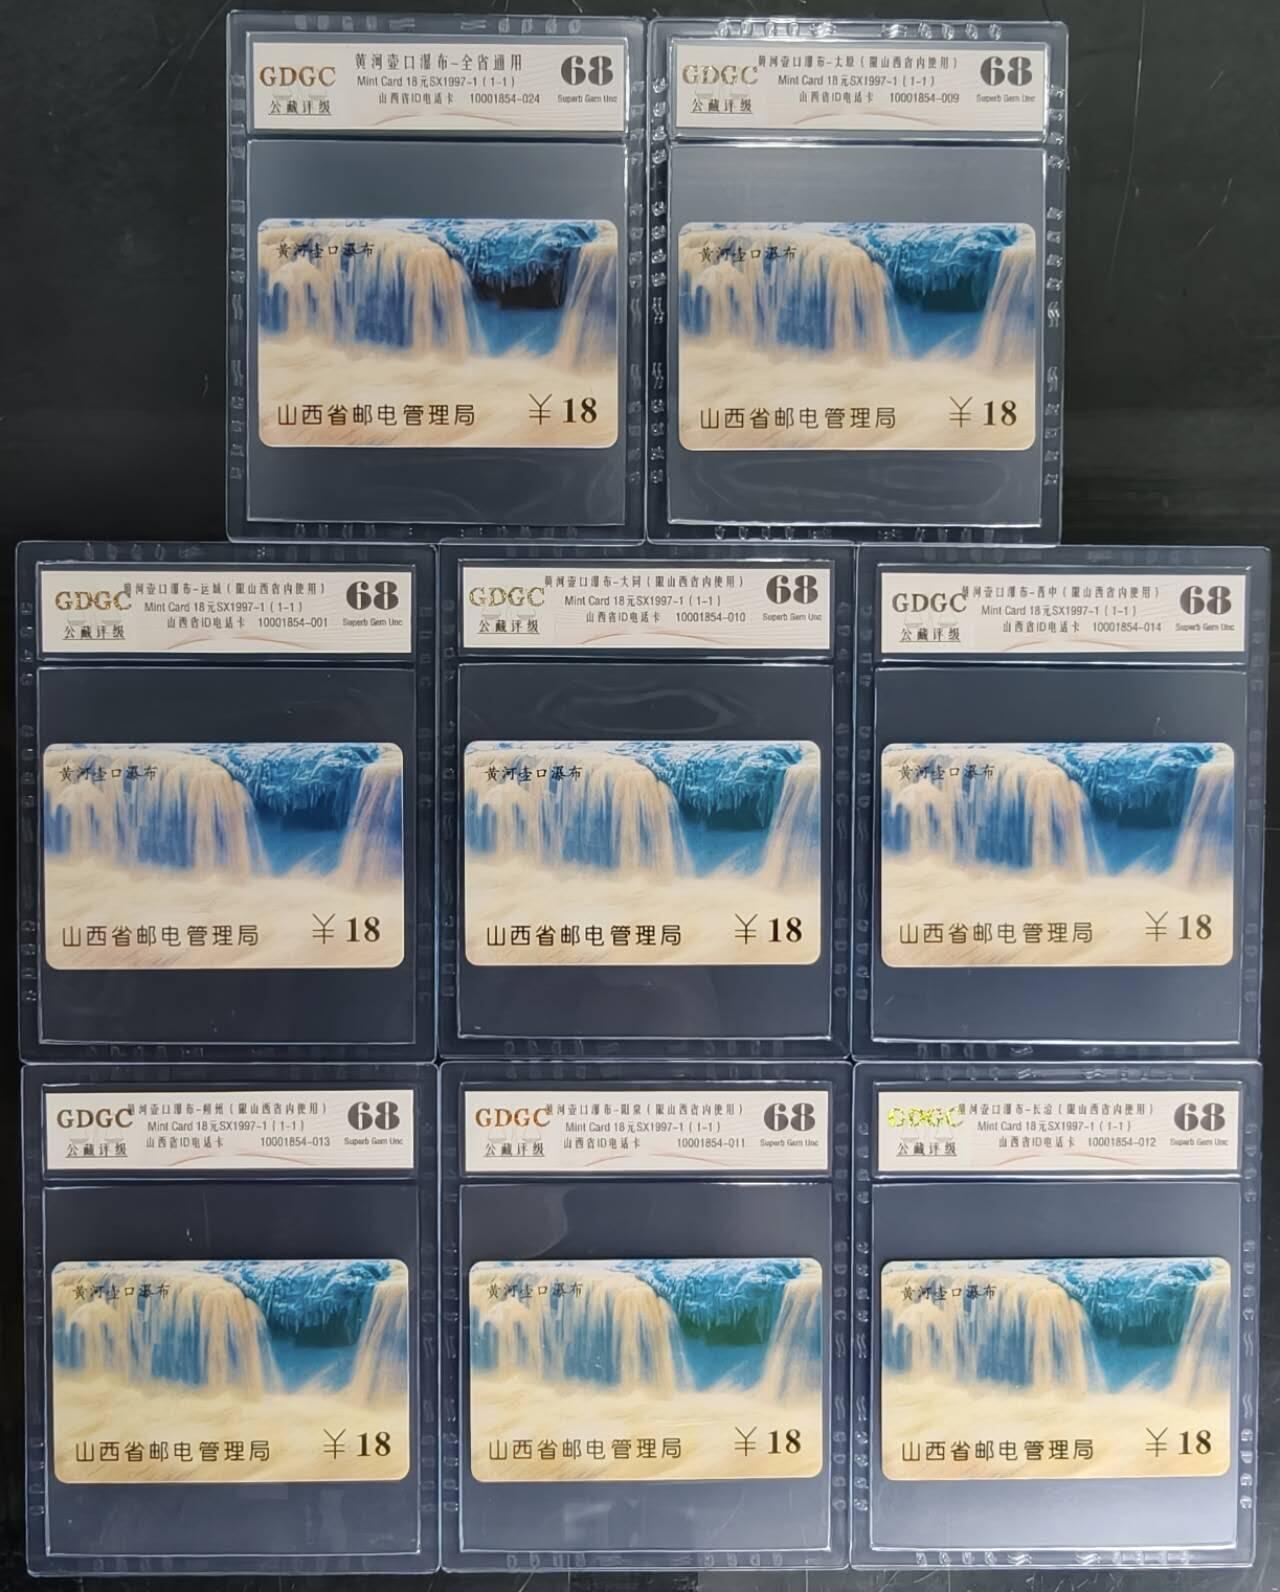 GDGC
公藏评级
黄河壶口瀑布-全省通用
Mint Card 18元SX1997-1 (1-1)
山西省ID电话卡 10001854-024
68
Superb Gem Unc
黄河壶口瀑布
山西省邮电管理局 ¥18
GDGC
公藏评级
黄河壶口瀑布-太原(限山西省内使用)
Mint Card 18元SX1997-1 (1-1)
山西省ID电话卡 10001854-009
68
Superb Gem Unc
黄河壶口瀑布
山西省邮电管理局 ¥18
GDGC
公藏评级
黄河壶口瀑布-运城(限山西省内使用)
Mint Card 18元SX1997-1 (1-1)
山西省ID电话卡 10001854-001
68
Superb Gem Unc
黄河壶口瀑布
山西省邮电管理局 ¥18
GDGC
公藏评级
黄河壶口瀑布-大同(限山西省内使用)
Mint Card 18元SX1997-1 (1-1)
山西省ID电话卡 10001854-010
68
Superb Gem Unc
黄河壶口瀑布
山西省邮电管理局 ¥18
GDGC
公藏评级
黄河壶口瀑布-晋中(限山西省内使用)
Mint Card 18元SX1997-1 (1-1)
山西省ID电话卡 10001854-014
68
Superb Gem Unc
黄河壶口瀑布
山西省邮电管理局 ¥18
GDGC
公藏评级
黄河壶口瀑布-朔州(限山西省内使用)
Mint Card 18元SX1997-1 (1-1)
山西省ID电话卡 10001854-013
68
Superb Gem Unc
黄河壶口瀑布
山西省邮电管理局 ¥18
GDGC
公藏评级
黄河壶口瀑布-阳泉(限山西省内使用)
Mint Card 18元SX1997-1 (1-1)
山西省ID电话卡 10001854-011
68
Superb Gem Unc
黄河壶口瀑布
山西省邮电管理局 ¥18
GDGC
公藏评级
黄河壶口瀑布-长治(限山西省内使用)
Mint Card 18元SX1997-1 (1-1)
山西省ID电话卡 10001854-012
68
Superb Gem Unc
黄河壶口瀑布
山西省邮电管理局 ¥18